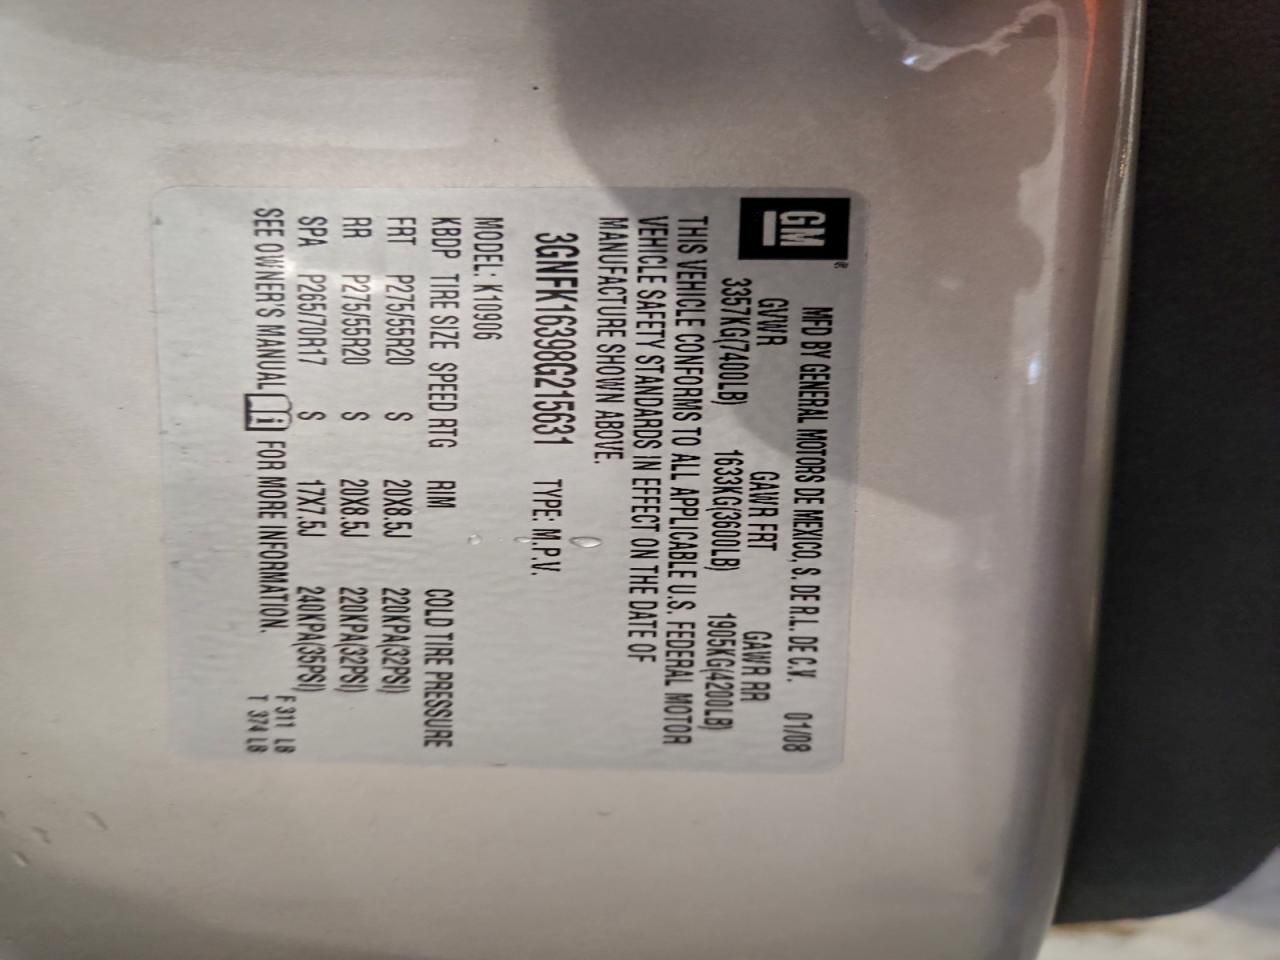 GM®
MFD BY GENERAL MOTORS DE MEXICO, S. DE R.L. DE C.V. 01/08
GVWR GAWR FRT GAWR RR
3357KG(7400LB) 1633KG(3600LB) 1905KG(4200LB)
THIS VEHICLE CONFORMS TO ALL APPLICABLE U.S. FEDERAL MOTOR
VEHICLE SAFETY STANDARDS IN EFFECT ON THE DATE OF
MANUFACTURE SHOWN ABOVE.
3GNFK16398G215631 TYPE: M.P.V.
MODEL: K10906
KBDP TIRE SIZE SPEED RTG RIM COLD TIRE PRESSURE
FRT P275/55R20 S 20X8.5J 220KPA(32PSI)
RR P275/55R20 S 20X8.5J 220KPA(32PSI)
SPA P265/70R17 S 17X7.5J 240KPA(35PSI)
SEE OWNER'S MANUAL i FOR MORE INFORMATION.
F 311 LB
T 374 LB